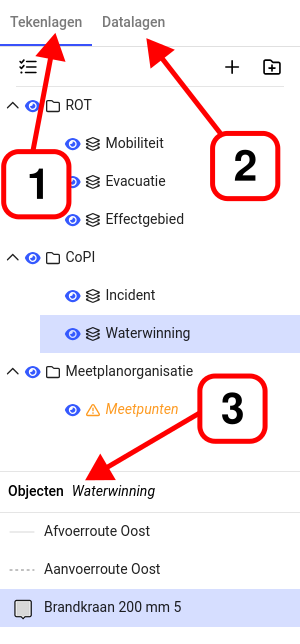 Tekenlagen Datalagen
ROT
Mobiliteit
1
Evacuatie
2
Effectgebied
CoPI
Incident
Waterwinning
Meetplanorganisatie
Meetpunten
3
Objecten Waterwinning
Afvoerroute Oost
Aanvoerroute Oost
Brandkraan 200 mm 5